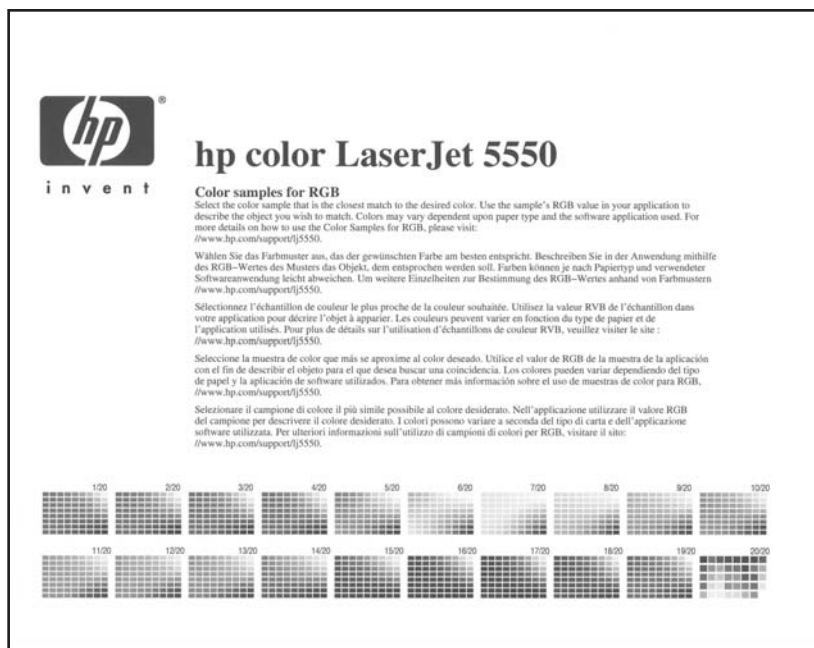 hp
®
invent
hp color LaserJet 5550
Color samples for RGB
Select the color sample that is the closest match to the desired color. Use the sample's RGB value in your application to
describe the object you wish to match. Colors may vary dependent upon paper type and the software application used. For
more details on how to use the Color Samples for RGB, please visit:
//www.hp.com/support/lj5550.
Wählen Sie das Farbmuster aus, das der gewünschten Farbe am besten entspricht. Beschreiben Sie in der Anwendung mithilfe
des RGB–Wertes des Musters das Objekt, dem entsprochen werden soll. Farben können je nach Papiertyp und verwendeter
Softwareanwendung leicht abweichen. Um weitere Einzelheiten zur Bestimmung des RGB–Wertes anhand von Farbmustern
//www.hp.com/support/lj5550.
Sélectionnez l'échantillon de couleur le plus proche de la couleur souhaitée. Utilisez la valeur RVB de l'échantillon dans
votre application pour décrire l'objet à apparier. Les couleurs peuvent varier en fonction du type de papier et de
l'application utilisés. Pour plus de détails sur l'utilisation d'échantillons de couleur RVB, veuillez visiter le site :
//www.hp.com/support/lj5550.
Seleccione la muestra de color que más se aproxime al color deseado. Utilice el valor de RGB de la muestra de la aplicación
con el fin de describir el objeto para el que desea buscar una coincidencia. Los colores pueden variar dependiendo del tipo
de papel y la aplicación de software utilizados. Para obtener más información sobre el uso de muestras de color para RGB,
//www.hp.com/support/lj5550.
Selezionare il campione di colore il più simile possibile al colore desiderato. Nell'applicazione utilizzare il valore RGB
del campione per descrivere il colore desiderato. I colori possono variare a seconda del tipo di carta e dell'applicazione
software utilizzata. Per ulteriori informazioni sull'utilizzo di campioni di colori per RGB, visitare il sito:
//www.hp.com/support/lj5550.
1/20 2/20 3/20 4/20 5/20 6/20 7/20 8/20 9/20 10/20
11/20 12/20 13/20 14/20 15/20 16/20 17/20 18/20 19/20 20/20